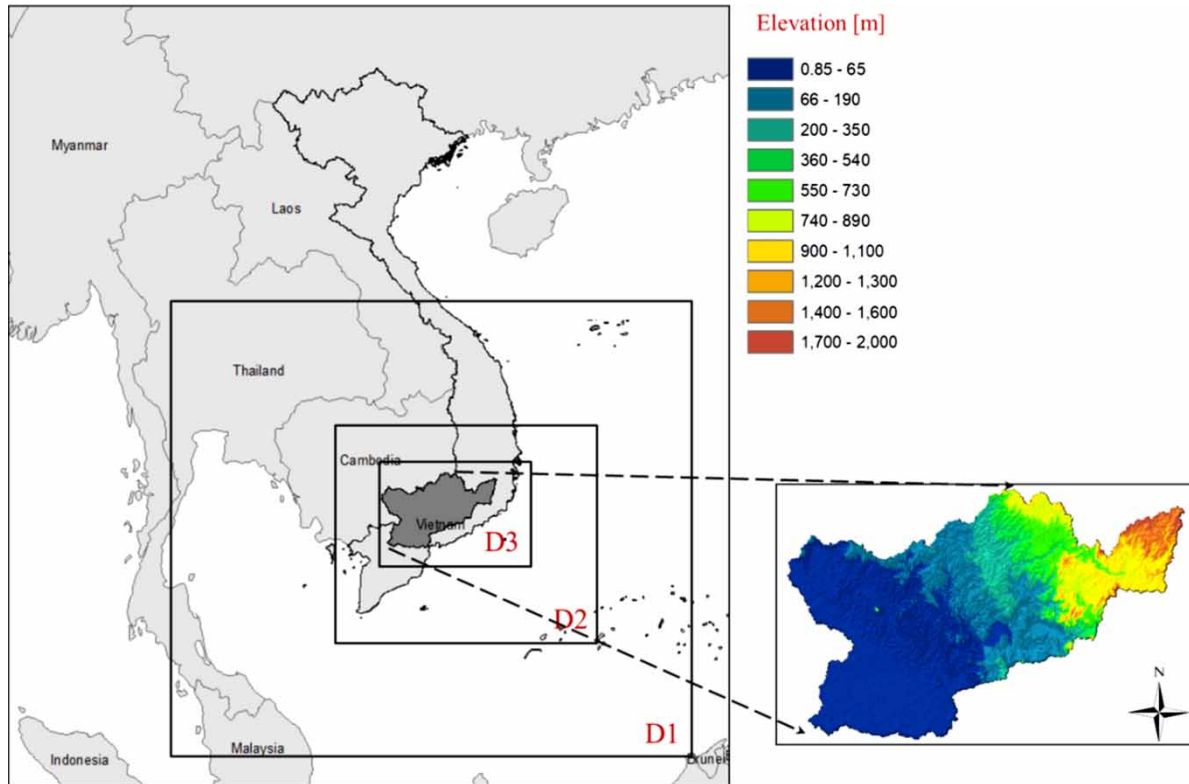 Elevation [m]
0.85 - 65
66 - 190
200 - 350
360 - 540
550 - 730
740 - 890
900 - 1,100
1,200 - 1,300
1,400 - 1,600
1,700 - 2,000
Myanmar
Laos
Thailand
Cambodia
Vietnam
D3
D2
D1
Indonesia
Malaysia
Brunei
N